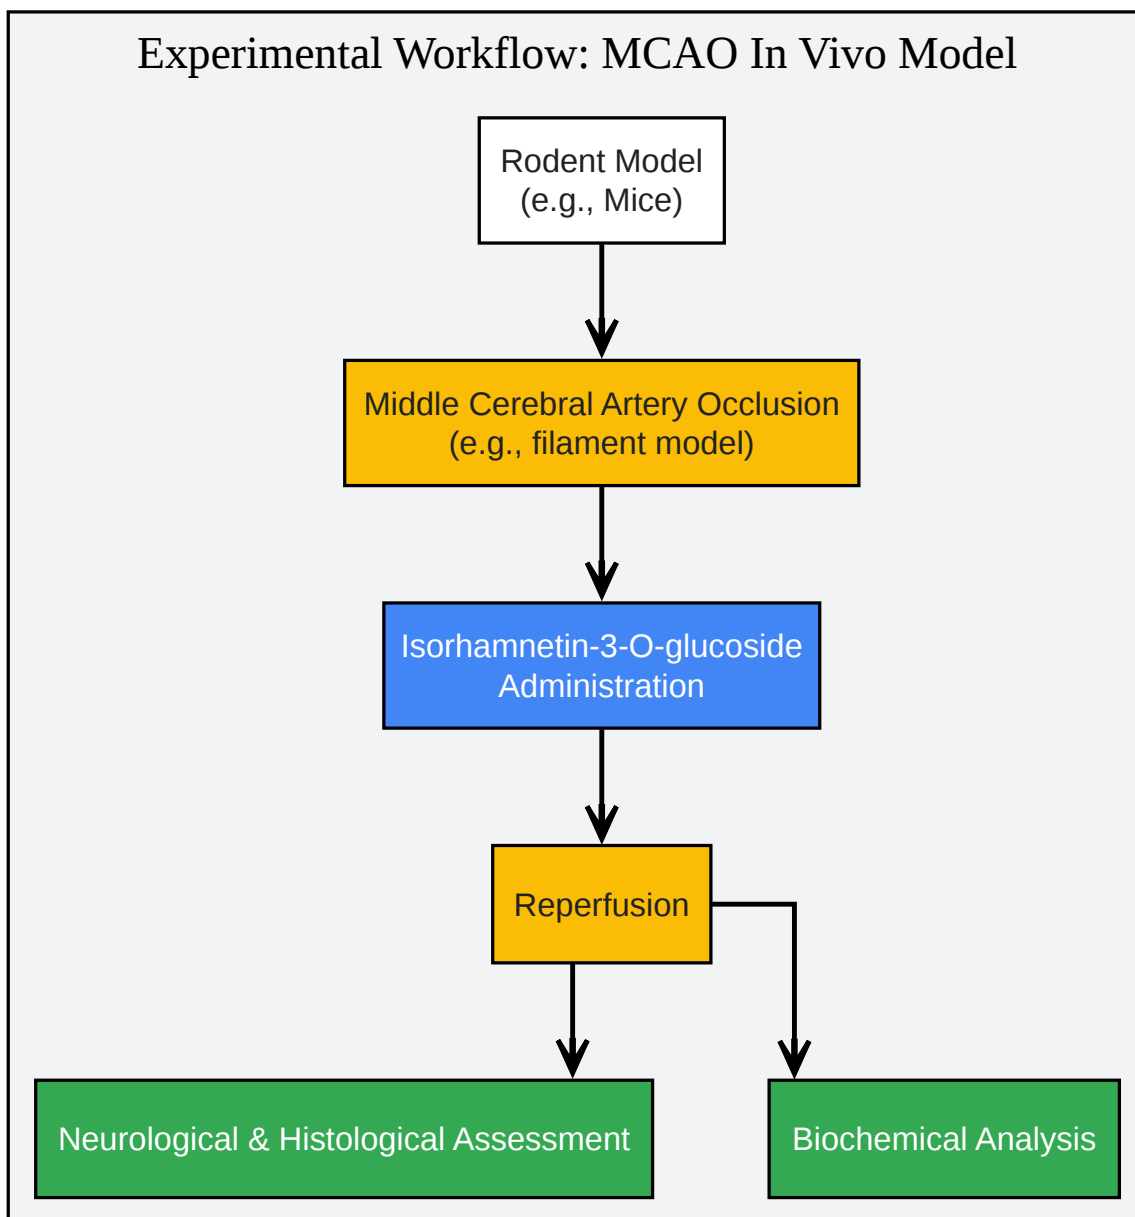 Experimental Workflow: MCAO In Vivo Model
Rodent Model
(e.g., Mice)
Middle Cerebral Artery Occlusion
(e.g., filament model)
Isorhamnetin-3-O-glucoside
Administration
Reperfusion
Neurological & Histological Assessment
Biochemical Analysis